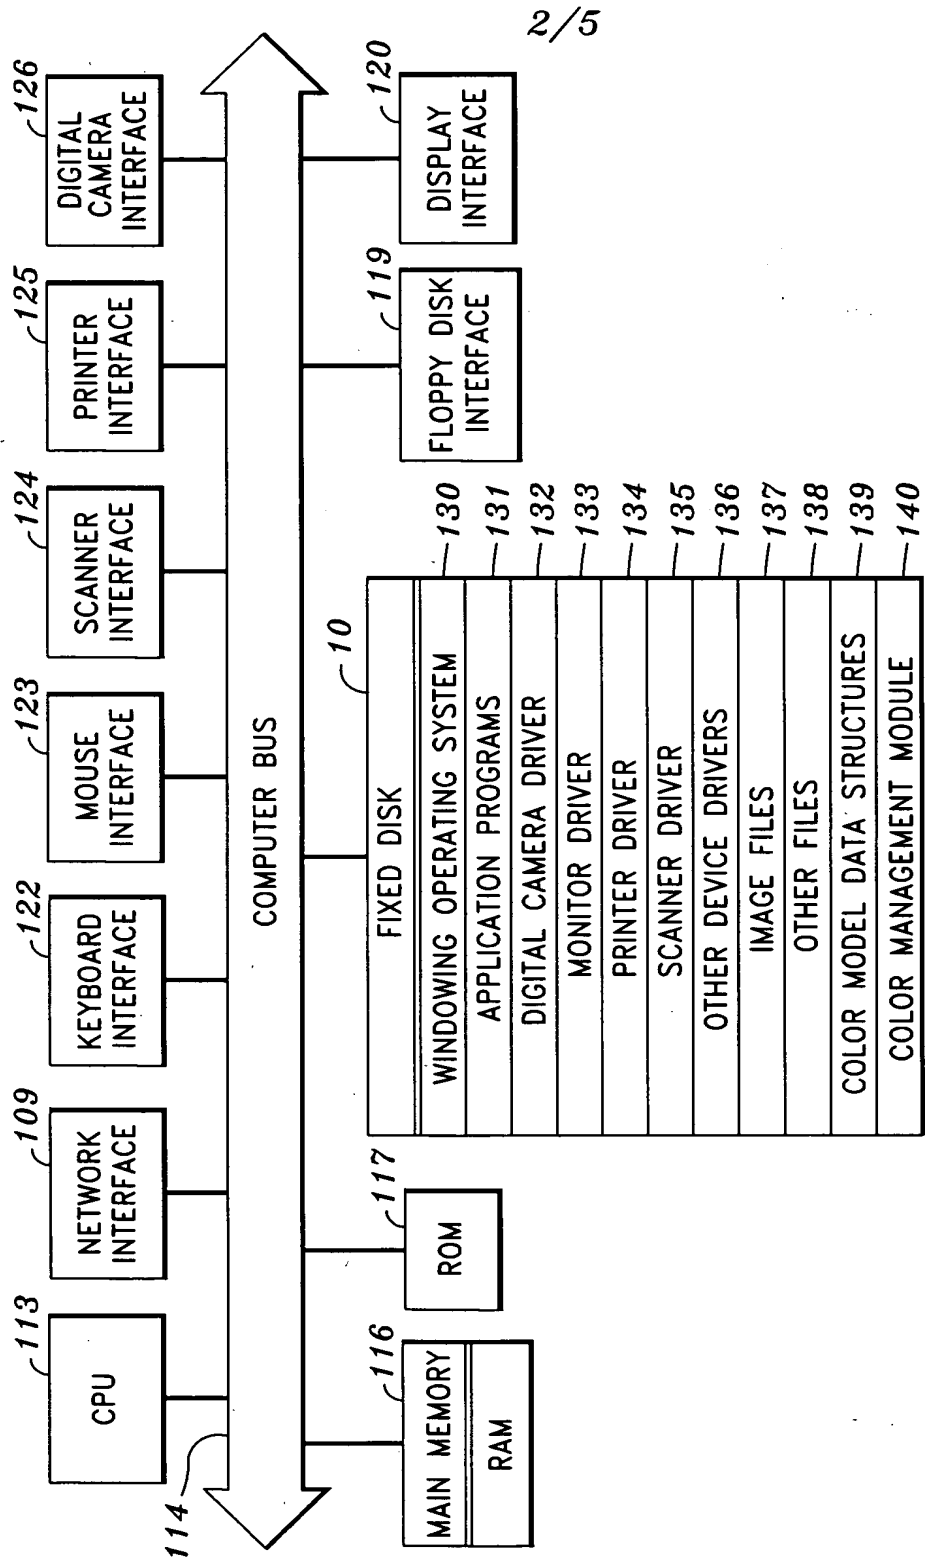 2/5
113
CPU
109
NETWORK
INTERFACE
122
KEYBOARD
INTERFACE
123
MOUSE
INTERFACE
124
SCANNER
INTERFACE
125
PRINTER
INTERFACE
126
DIGITAL
CAMERA
INTERFACE
114
COMPUTER BUS
116
MAIN MEMORY
RAM
117
ROM
10
FIXED DISK
WINDOWING OPERATING SYSTEM
130
APPLICATION PROGRAMS
131
DIGITAL CAMERA DRIVER
132
MONITOR DRIVER
133
PRINTER DRIVER
134
SCANNER DRIVER
135
OTHER DEVICE DRIVERS
136
IMAGE FILES
137
OTHER FILES
138
COLOR MODEL DATA STRUCTURES
139
COLOR MANAGEMENT MODULE
140
119
FLOPPY DISK
INTERFACE
120
DISPLAY
INTERFACE